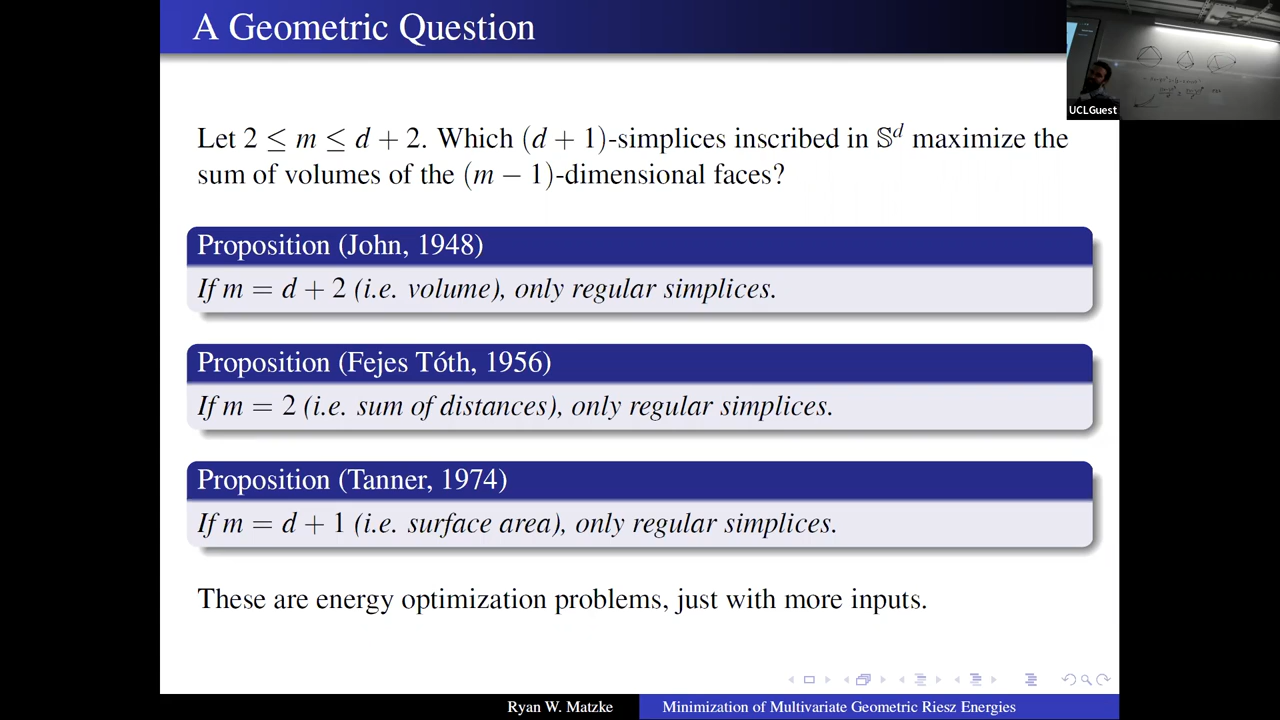 A Geometric Question
UCLGuest
Let 2 ≤ m ≤ d + 2. Which (d + 1)-simplices inscribed in 𝕊^d maximize the
sum of volumes of the (m − 1)-dimensional faces?
Proposition (John, 1948)
If m = d + 2 (i.e. volume), only regular simplices.
Proposition (Fejes Tóth, 1956)
If m = 2 (i.e. sum of distances), only regular simplices.
Proposition (Tanner, 1974)
If m = d + 1 (i.e. surface area), only regular simplices.
These are energy optimization problems, just with more inputs.
Ryan W. Matzke
Minimization of Multivariate Geometric Riesz Energies